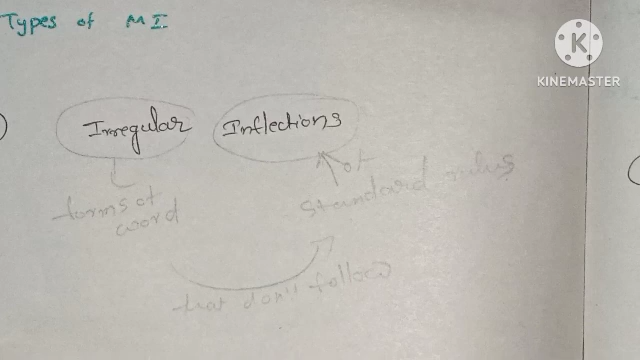 Types of MI
Irregular Inflections
forms of
word
of
standard rules
that don't follow
KINEMASTER